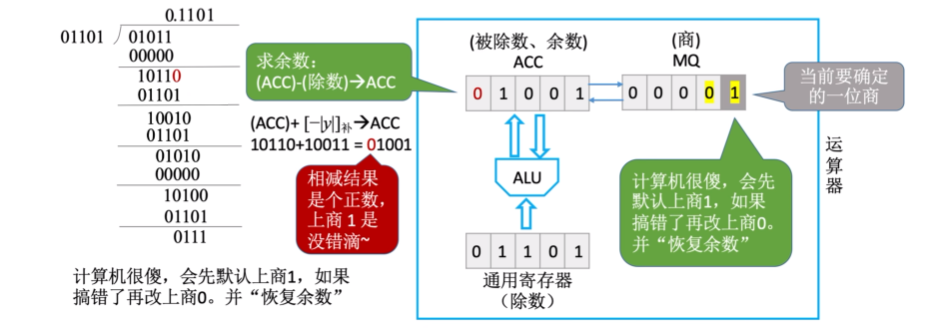 0.1101
01101
01011
00000
10110
01101
10010
01101
01010
00000
10100
01101
0111
计算机很傻，会先默认上商1，如果
搞错了再改上商0。并“恢复余数”
求余数：
(ACC)-(除数)→ACC
(ACC)+ [−|y|]补→ACC
10110+10011 = 01001
相减结果
是个正数，
上商 1 是
没错滴~
(被除数、余数)
ACC
0 1 0 0 1
(商)
MQ
0 0 0 0 1
ALU
0 1 1 0 1
通用寄存器
（除数）
当前要确定
的一位商
计算机很傻，会先
默认上商1，如果
搞错了再改上商0。
并“恢复余数”
运
算
器